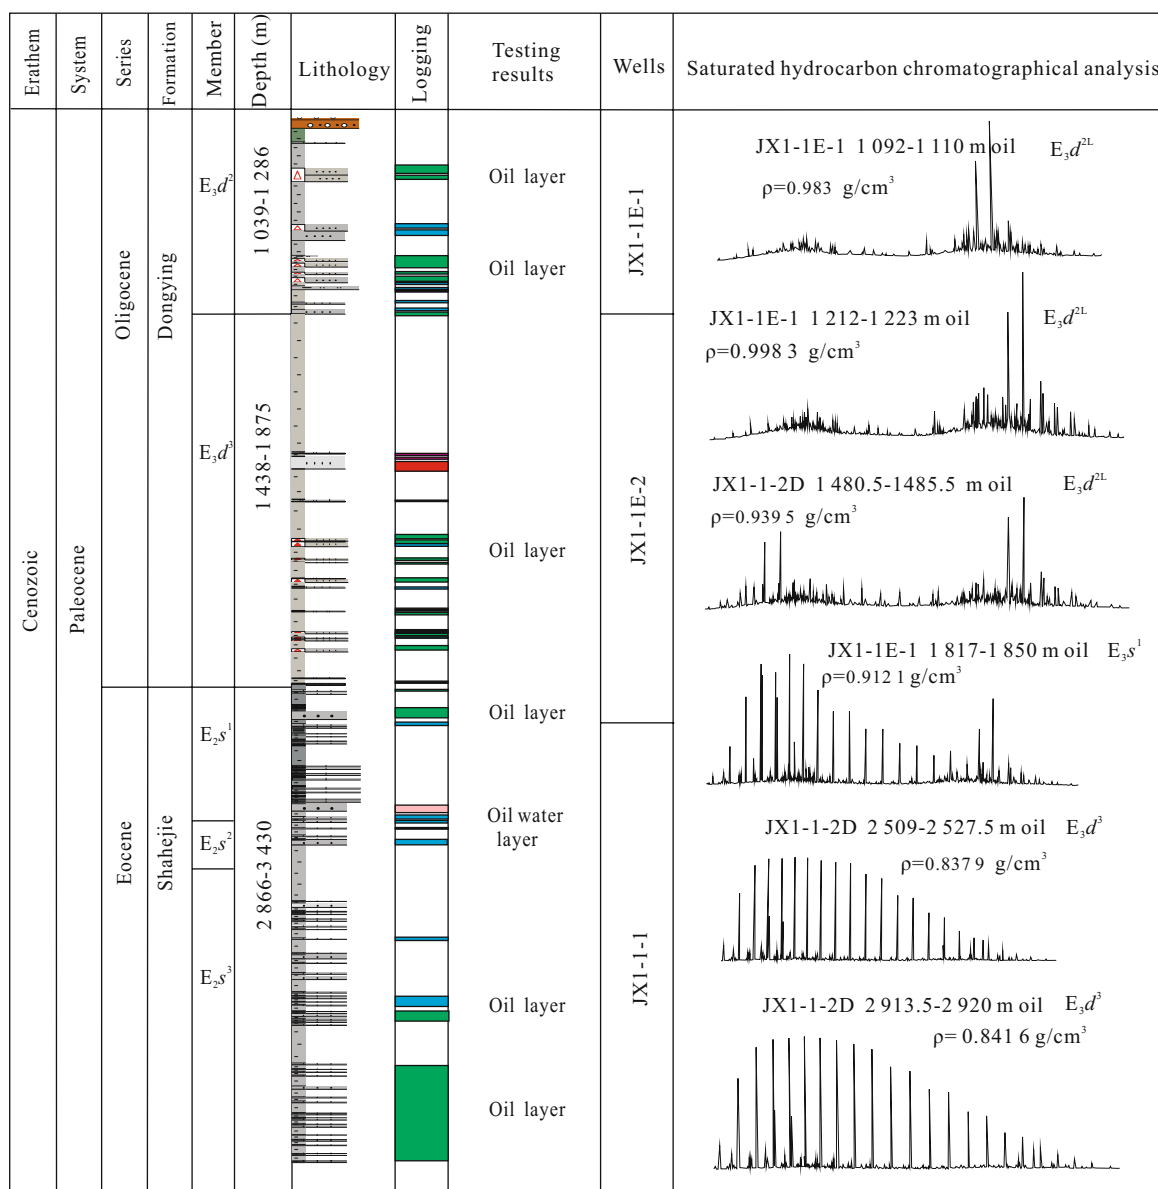 Erathem
System
Series
Formation
Member
Depth (m)
Lithology
Logging
Testing
results
Wells
Saturated hydrocarbon chromatographical analysis
Cenozoic
Paleocene
Oligocene
Eocene
Dongying
Shahejie
E₃d²
E₃d³
E₂s¹
E₂s²
E₂s³
1 039-1 286
1 438-1 875
2 866-3 430
Oil layer
Oil layer
Oil layer
Oil layer
Oil water
layer
Oil layer
Oil layer
JX1-1E-1
JX1-1E-2
JX1-1-1
JX1-1E-1 1 092-1 110 m oil E₃d²ᴸ
ρ=0.983 g/cm³
JX1-1E-1 1 212-1 223 m oil E₃d²ᴸ
ρ=0.998 3 g/cm³
JX1-1-2D 1 480.5-1485.5 m oil E₃d²ᴸ
ρ=0.939 5 g/cm³
JX1-1E-1 1 817-1 850 m oil E₃s¹
ρ=0.912 1 g/cm³
JX1-1-2D 2 509-2 527.5 m oil E₃d³
ρ=0.837 9 g/cm³
JX1-1-2D 2 913.5-2 920 m oil E₃d³
ρ= 0.841 6 g/cm³